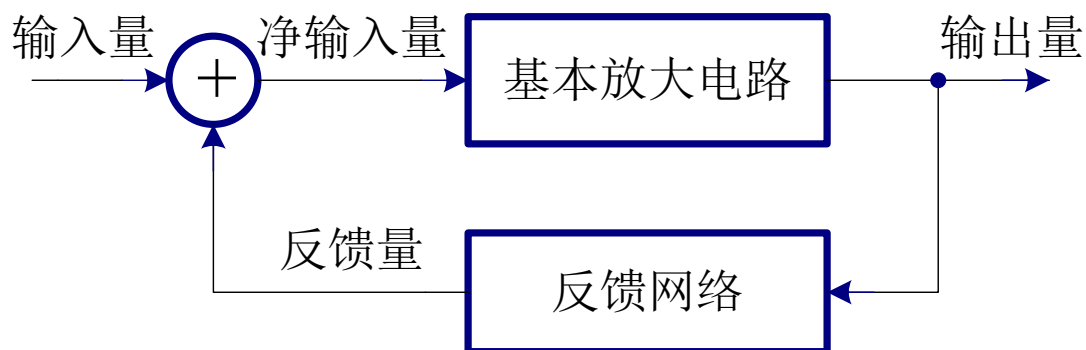 输入量
净输入量
输出量
+
基本放大电路
反馈量
反馈网络